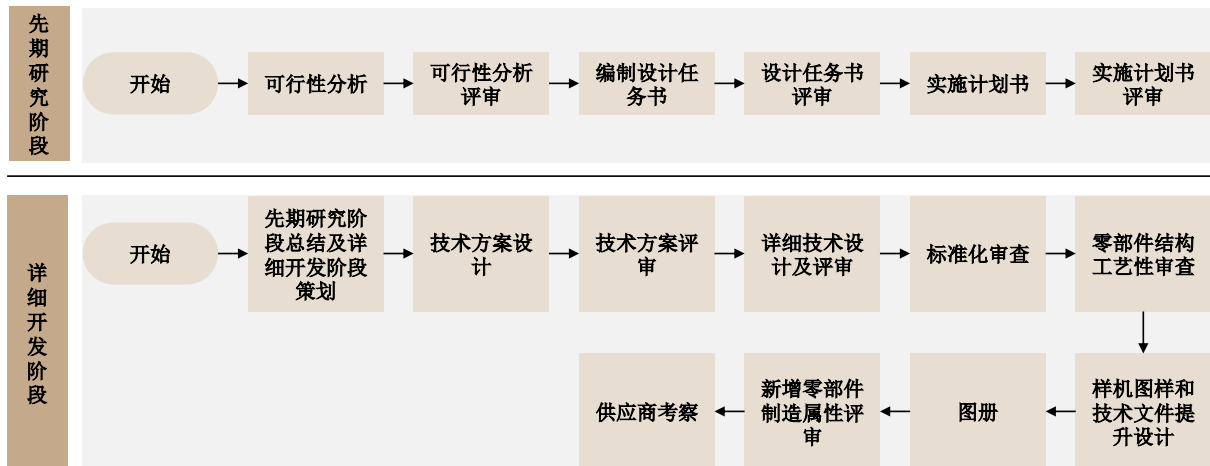 先期研究阶段
开始
可行性分析
可行性分析
评审
编制设计任
务书
设计任务书
评审
实施计划书
实施计划书
评审
详细开发阶段
开始
先期研究阶
段总结及详
细开发阶段
策划
技术方案设
计
技术方案评
审
详细技术设
计及评审
标准化审查
零部件结构
工艺性审查
供应商考察
新增零部件
制造属性评
审
图册
样机图样和
技术文件提
升设计